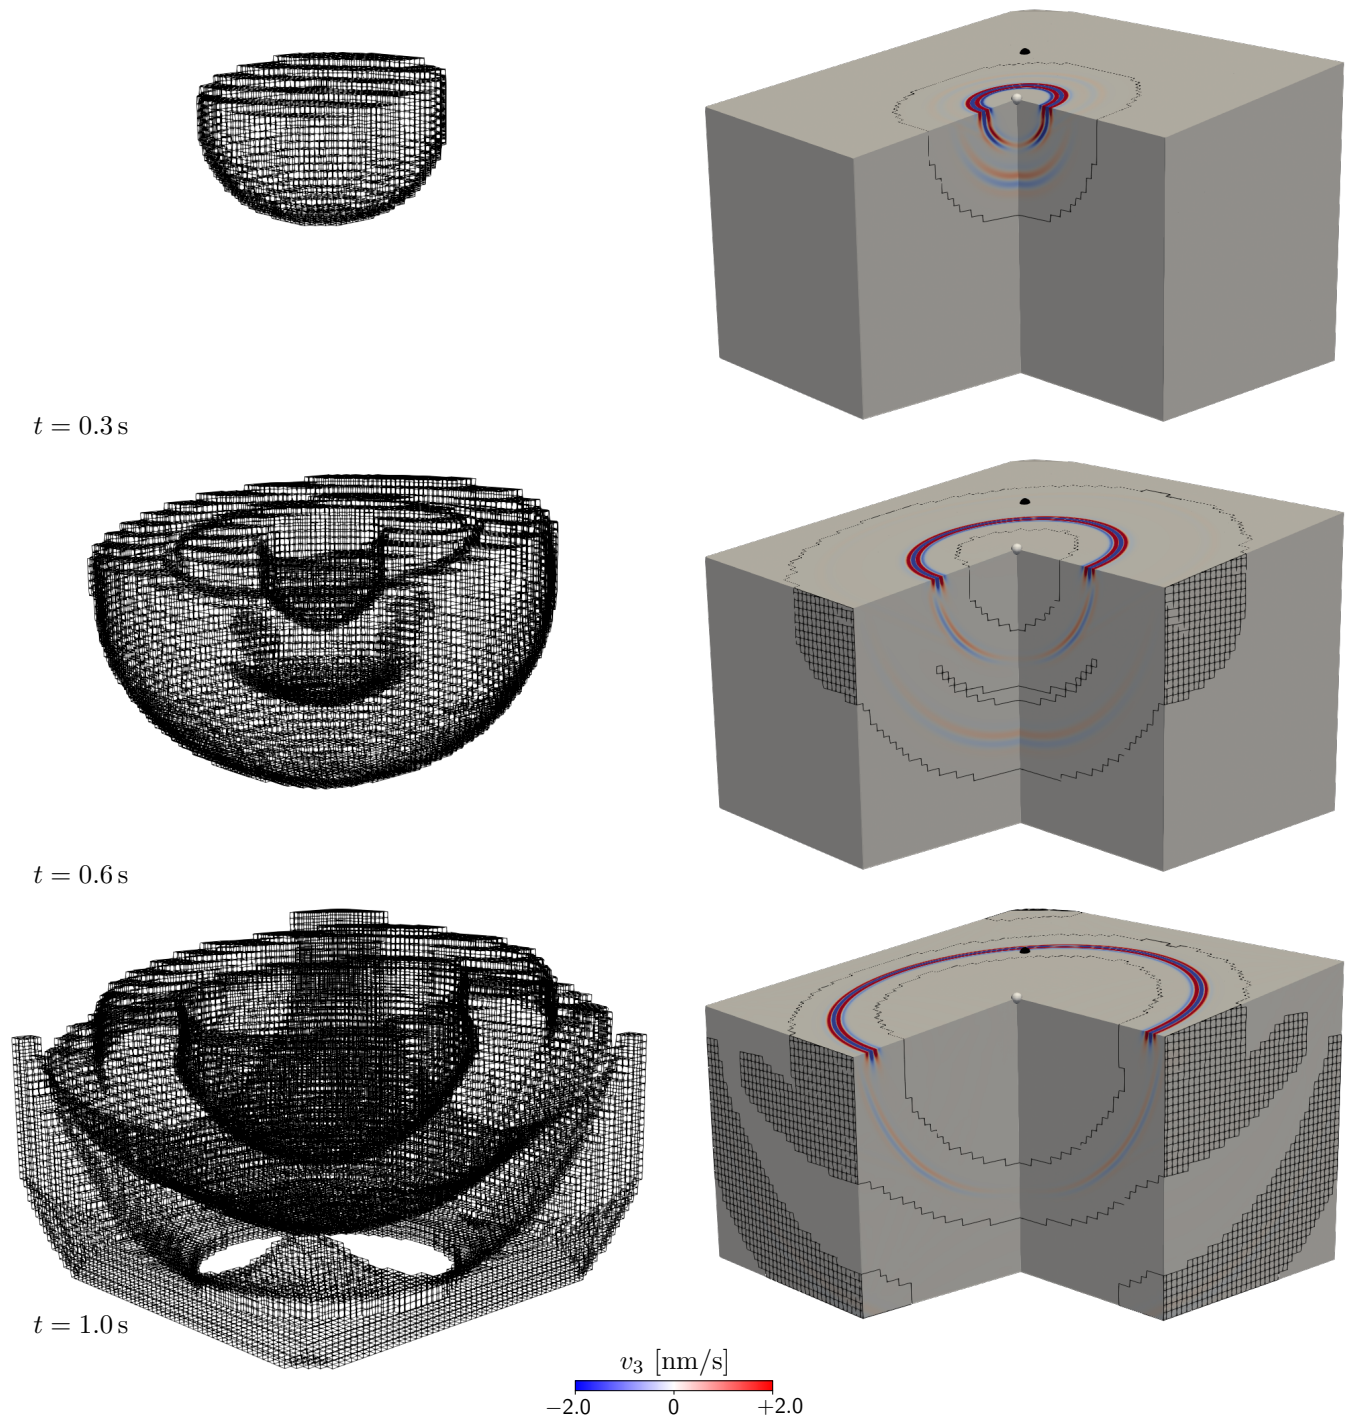 t = 0.3 s
t = 0.6 s
t = 1.0 s
v₃ [nm/s]
−2.0 0 +2.0